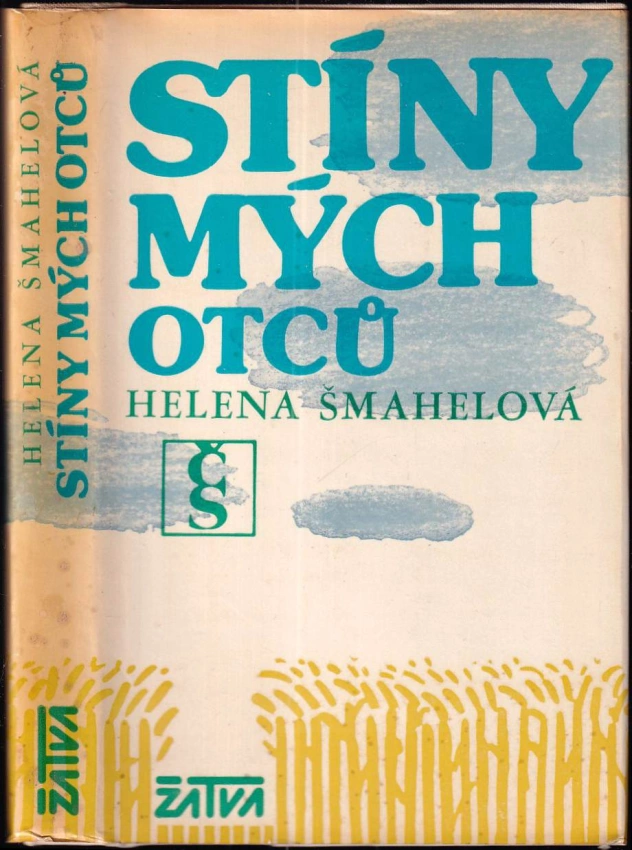 HELENA ŠMAHELOVÁ
STÍNY MÝCH OTCŮ
ŽATVA
STÍNY
MÝCH
OTCŮ
HELENA ŠMAHELOVÁ
ČS
ŽATVA